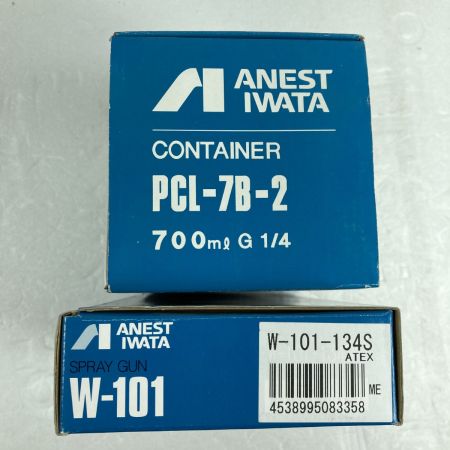 ANEST
IWATA
CONTAINER
PCL-7B-2
700mℓ G 1/4
ANEST
IWATA
SPRAY GUN
W-101
W-101-134S
ATEX
ME
4538995083358